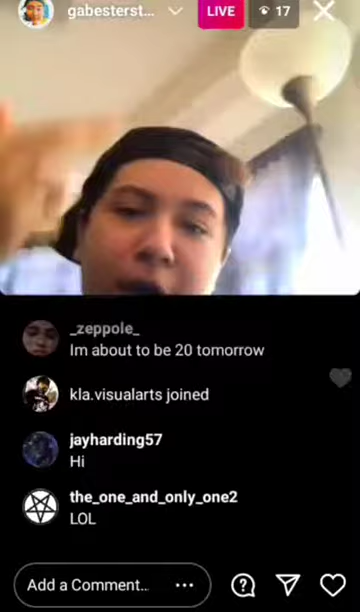 gabesterst...
LIVE
17
_zeppole_
Im about to be 20 tomorrow
kla.visualarts joined
jayharding57
Hi
the_one_and_only_one2
LOL
Add a Comment...